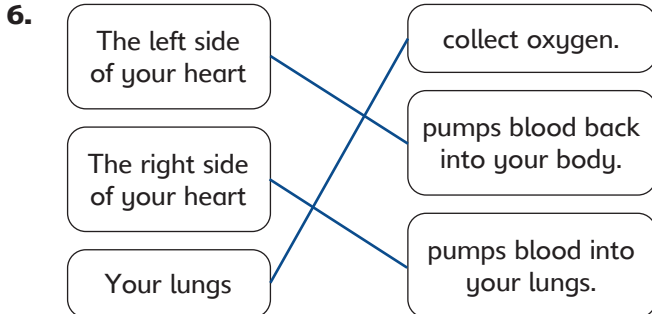 6.
The left side
of your heart
collect oxygen.
The right side
of your heart
pumps blood back
into your body.
Your lungs
pumps blood into
your lungs.